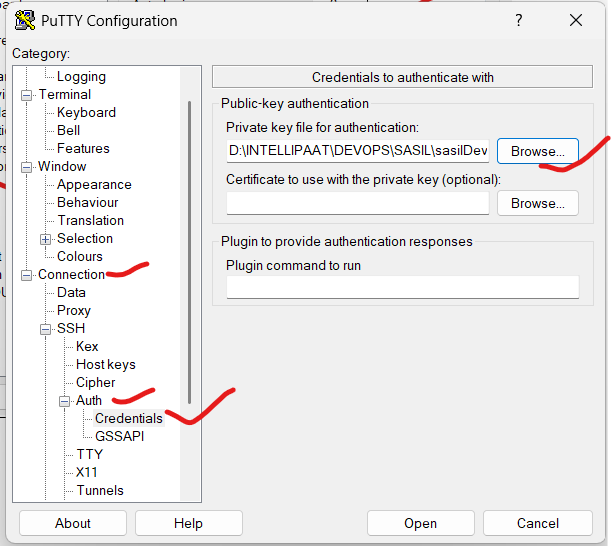 PuTTY Configuration
?
Category:
Logging
Terminal
Keyboard
Bell
Features
Window
Appearance
Behaviour
Translation
Selection
Colours
Connection
Data
Proxy
SSH
Kex
Host keys
Cipher
Auth
Credentials
GSSAPI
TTY
X11
Tunnels
Credentials to authenticate with
Public-key authentication
Private key file for authentication:
D:\INTELLIPAAT\DEVOPS\SASIL\sasilDev
Browse...
Certificate to use with the private key (optional):
Browse...
Plugin to provide authentication responses
Plugin command to run
About
Help
Open
Cancel